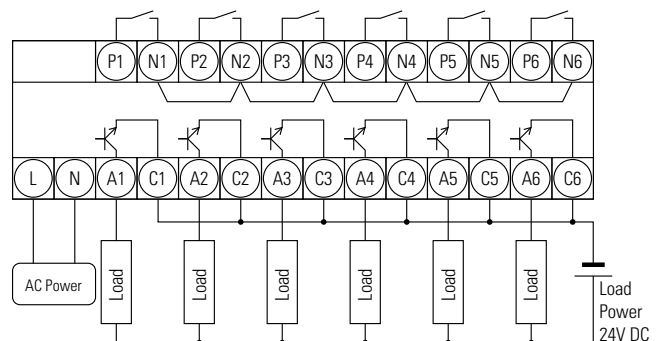 P1 N1 P2 N2 P3 N3 P4 N4 P5 N5 P6 N6
L N A1 C1 A2 C2 A3 C3 A4 C4 A5 C5 A6 C6
AC Power
Load
Load
Load
Load
Load
Load
Load
Power
24V DC